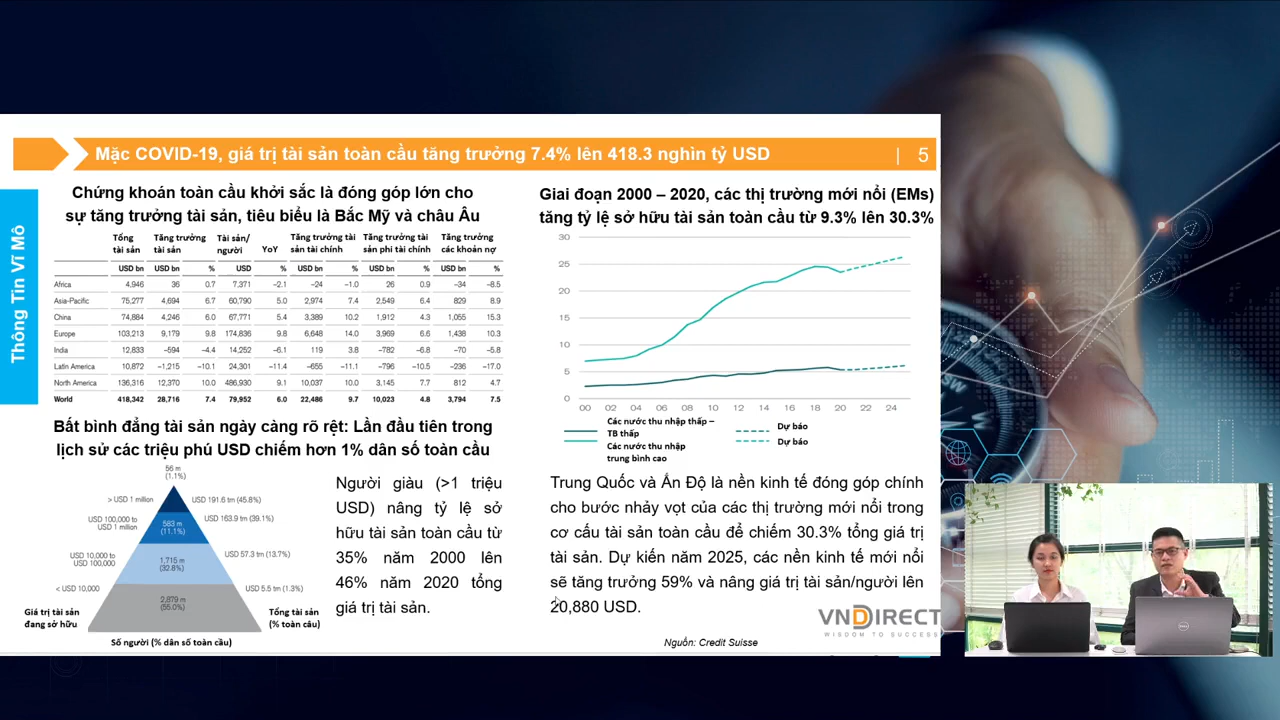 Mặc COVID-19, giá trị tài sản toàn cầu tăng trưởng 7.4% lên 418.3 nghìn tỷ USD | 5
Thông Tin Vĩ Mô
Chứng khoán toàn cầu khởi sắc là đóng góp lớn cho
sự tăng trưởng tài sản, tiêu biểu là Bắc Mỹ và châu Âu
Tổng tài sản Tăng trưởng tài sản Tài sản/người YoY Tăng trưởng tài sản tài chính Tăng trưởng tài sản phi tài chính Tăng trưởng các khoản nợ
USD bn USD bn % USD % USD bn % USD bn % USD bn %
Africa 4,946 36 0.7 7,371 –2.1 –24 –1.0 26 0.9 –34 –8.5
Asia-Pacific 75,277 4,694 6.7 60,790 5.0 2,974 7.4 2,549 6.4 829 8.9
China 74,884 4,246 6.0 67,771 5.4 3,389 10.2 1,912 4.3 1,055 15.3
Europe 103,213 9,179 9.8 174,836 9.8 6,648 14.0 3,969 6.6 1,438 10.3
India 12,833 –594 –4.4 14,252 –6.1 119 3.8 –782 –6.8 –70 –5.8
Latin America 10,872 –1,215 –10.1 24,301 –11.4 –655 –11.1 –796 –10.5 –236 –17.0
North America 136,316 12,370 10.0 486,930 9.1 10,037 10.0 3,145 7.7 812 4.7
World 418,342 28,716 7.4 79,952 6.0 22,486 9.7 10,023 4.8 3,794 7.5
Bất bình đẳng tài sản ngày càng rõ rệt: Lần đầu tiên trong
lịch sử các triệu phú USD chiếm hơn 1% dân số toàn cầu
56 m
(1.1%)
> USD 1 million
USD 191.6 trn (45.8%)
USD 100,000 to
USD 1 million
583 m
(11.1%)
USD 163.9 trn (39.1%)
USD 10,000 to
USD 100,000
1,715 m
(32.8%)
USD 57.3 trn (13.7%)
< USD 10,000
2,879 m
(55.0%)
USD 5.5 trn (1.3%)
Giá trị tài sản
đang sở hữu
Tổng tài sản
(% toàn cầu)
Số người (% dân số toàn cầu)
Người giàu (>1 triệu
USD) nâng tỷ lệ sở
hữu tài sản toàn cầu từ
35% năm 2000 lên
46% năm 2020 tổng
giá trị tài sản.
Giai đoạn 2000 – 2020, các thị trường mới nổi (EMs)
tăng tỷ lệ sở hữu tài sản toàn cầu từ 9.3% lên 30.3%
30
25
20
15
10
5
0
00 02 04 06 08 10 12 14 16 18 20 22 24
Các nước thu nhập thấp –
TB thấp
Dự báo
Các nước thu nhập
trung bình cao
Dự báo
Trung Quốc và Ấn Độ là nền kinh tế đóng góp chính
cho bước nhảy vọt của các thị trường mới nổi trong
cơ cấu tài sản toàn cầu để chiếm 30.3% tổng giá trị
tài sản. Dự kiến năm 2025, các nền kinh tế mới nổi
sẽ tăng trưởng 59% và nâng giá trị tài sản/người lên
20,880 USD.
VNDIRECT
WISDOM TO SUCCESS
Nguồn: Credit Suisse
DELL